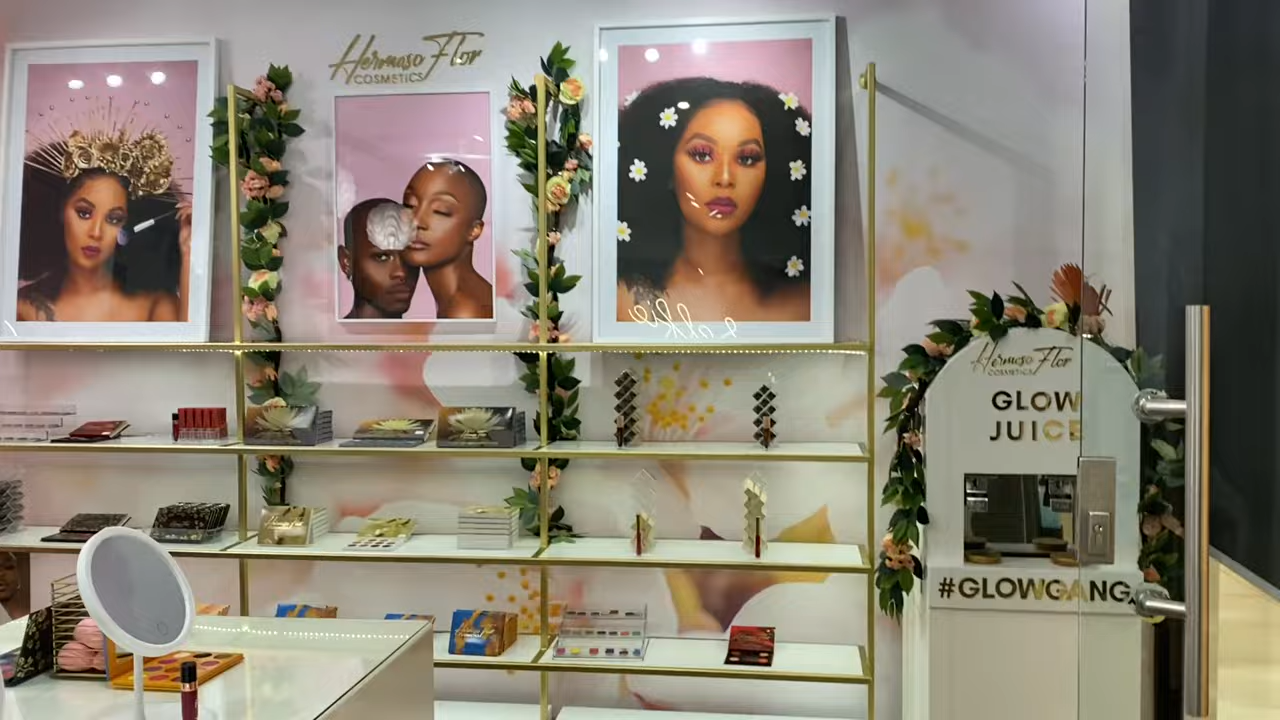 Hermoso Flor
COSMETICS
Hermoso Flor
COSMETICS
GLOW
JUICE
#GLOWGANG